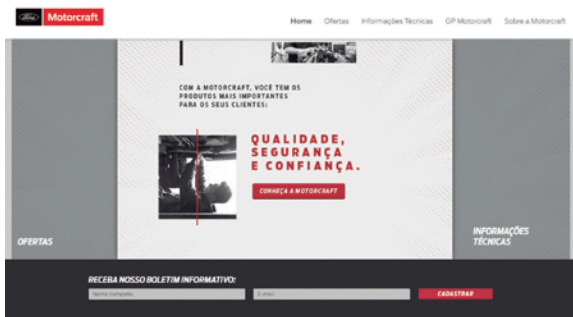 Ford Motorcraft
Home Ofertas Informações Técnicas GP Motorcraft Sobre a Motorcraft
COM A MOTORCRAFT, VOCÊ TEM OS
PRODUTOS MAIS IMPORTANTES
PARA OS SEUS CLIENTES:
QUALIDADE,
SEGURANÇA
E CONFIANÇA.
CONHEÇA A MOTORCRAFT
OFERTAS
INFORMAÇÕES
TÉCNICAS
RECEBA NOSSO BOLETIM INFORMATIVO:
Nome completo E-mail CADASTRAR